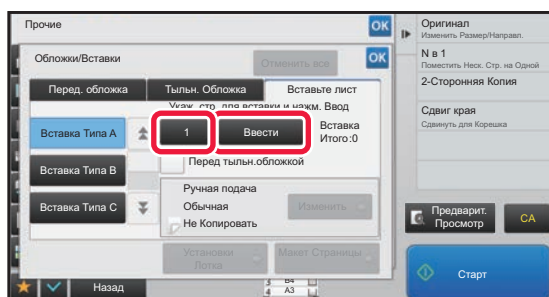 Прочие
OK
Обложки/Вставки
Отменить все
OK
Перед. обложка
Тыльн. Обложка
Вставьте лист
Укаж. стр. для вставки и нажм. Ввод
Вставка Типа A
1
Ввести
Вставка
Итого:0
Вставка Типа B
Перед тыльн.обложкой
Вставка Типа C
Ручная подача
Обычная
Не Копировать
Изменить
Установки
Лотка
Макет Страницы
Назад
3 B4
4 A3
Оригинал
Изменить Размер/Направл.
N в 1
Поместить Неск. Стр. на Одной
2-Сторонняя Копия
Сдвиг края
Сдвинуть для Корешка
Предварит.
Просмотр
CA
Старт